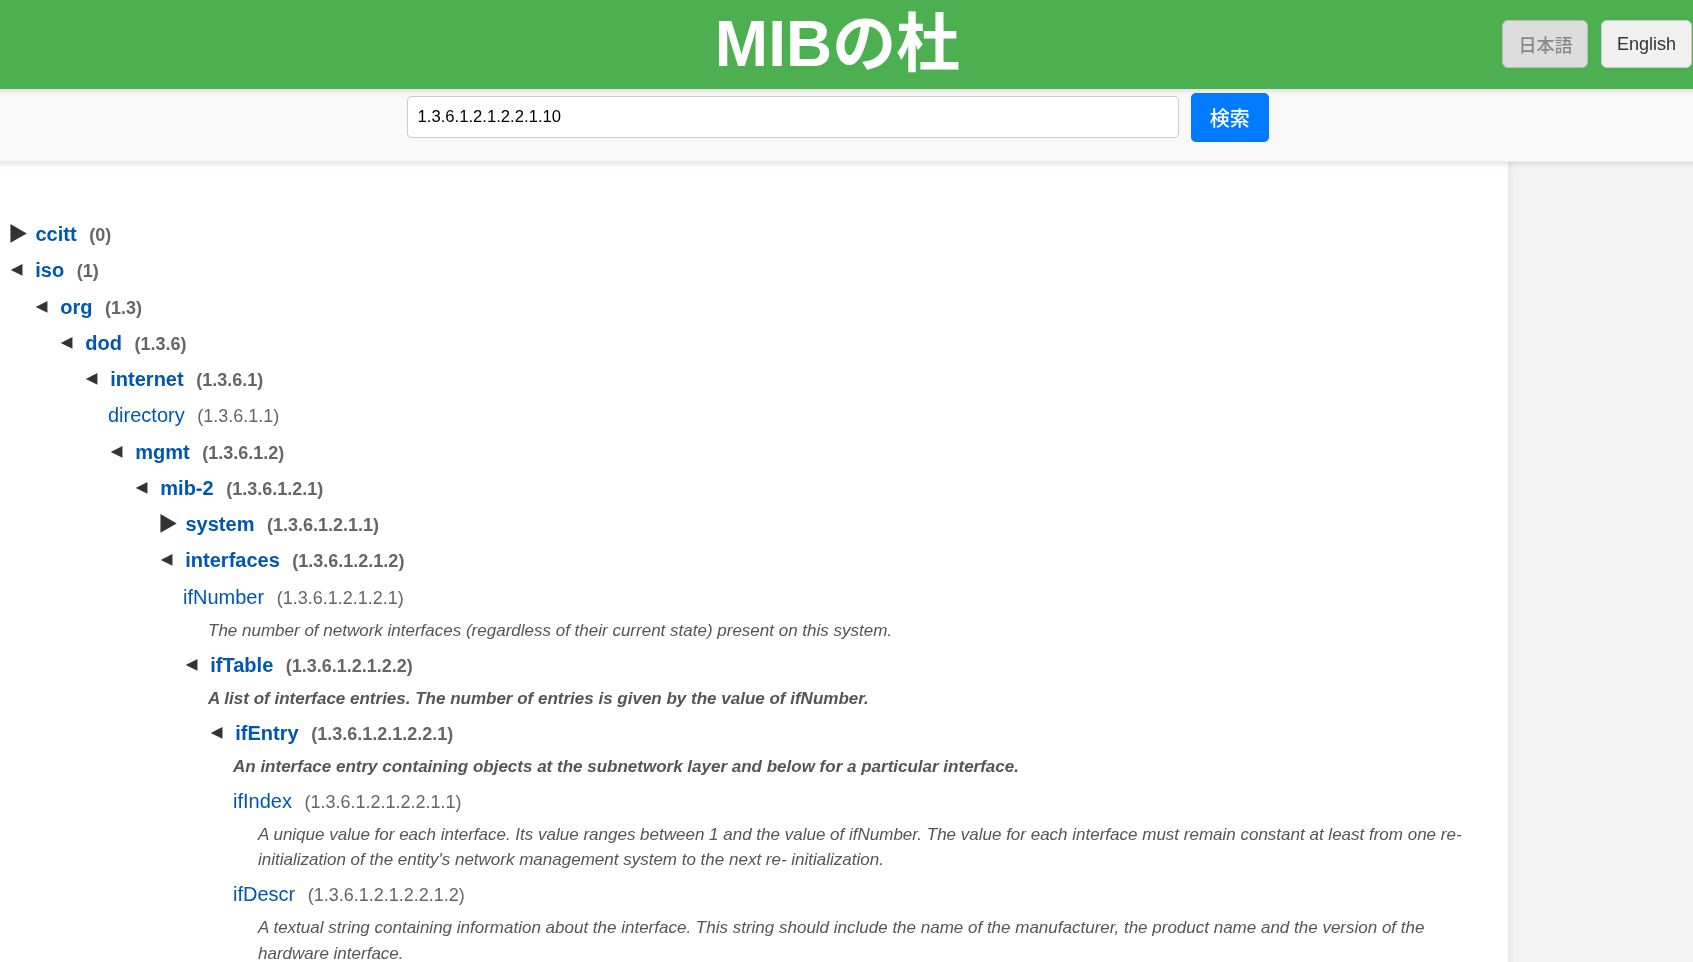 MIBの杜
日本語
English
1.3.6.1.2.1.2.2.1.10
検索
▶ ccitt (0)
◀ iso (1)
◀ org (1.3)
◀ dod (1.3.6)
◀ internet (1.3.6.1)
directory (1.3.6.1.1)
◀ mgmt (1.3.6.1.2)
◀ mib-2 (1.3.6.1.2.1)
▶ system (1.3.6.1.2.1.1)
◀ interfaces (1.3.6.1.2.1.2)
ifNumber (1.3.6.1.2.1.2.1)
The number of network interfaces (regardless of their current state) present on this system.
◀ ifTable (1.3.6.1.2.1.2.2)
A list of interface entries. The number of entries is given by the value of ifNumber.
◀ ifEntry (1.3.6.1.2.1.2.2.1)
An interface entry containing objects at the subnetwork layer and below for a particular interface.
ifIndex (1.3.6.1.2.1.2.2.1.1)
A unique value for each interface. Its value ranges between 1 and the value of ifNumber. The value for each interface must remain constant at least from one re-
initialization of the entity's network management system to the next re- initialization.
ifDescr (1.3.6.1.2.1.2.2.1.2)
A textual string containing information about the interface. This string should include the name of the manufacturer, the product name and the version of the
hardware interface.